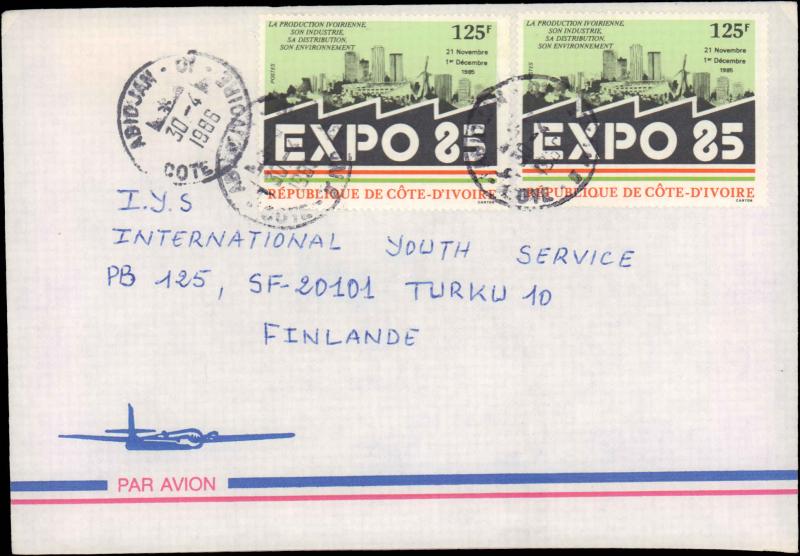 LA PRODUCTION IVOIRIENNE,
SON INDUSTRIE,
SA DISTRIBUTION,
SON ENVIRONNEMENT
125F
21 Novembre
1er Décembre
1985
POSTES
EXPO 85
RÉPUBLIQUE DE CÔTE-D'IVOIRE
CARTOR
LA PRODUCTION IVOIRIENNE,
SON INDUSTRIE,
SA DISTRIBUTION,
SON ENVIRONNEMENT
125F
21 Novembre
1er Décembre
1985
POSTES
EXPO 85
RÉPUBLIQUE DE CÔTE-D'IVOIRE
CARTOR
ABIDJAN - 01
30-4
1986
COTE D'IVOIRE
I.Y.S
INTERNATIONAL YOUTH SERVICE
PB 125, SF-20101 TURKU 10
FINLANDE
PAR AVION